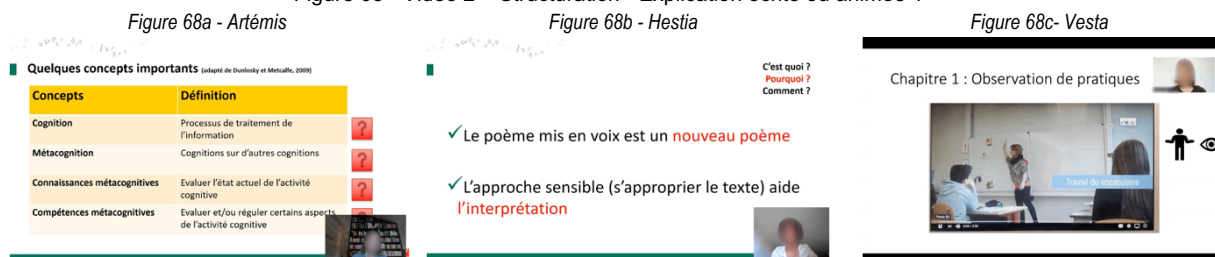 Figure 68a - Artémis
Figure 68b - Hestia
Figure 68c- Vesta
Quelques concepts importants (adapté de Dunlosky et Metcalfe, 2009)
Concepts Définition
Cognition Processus de traitement de
l'information
?
Métacognition Cognitions sur d'autres cognitions
?
Connaissances métacognitives Evaluer l'état actuel de l'activité
cognitive
?
Compétences métacognitives Evaluer et/ou réguler certains aspects
de l'activité cognitive
?
C'est quoi ?
Pourquoi ?
Comment ?
✓Le poème mis en voix est un nouveau poème
✓L'approche sensible (s'approprier le texte) aide
l'interprétation
Chapitre 1 : Observation de pratiques
Travail du vocabulaire